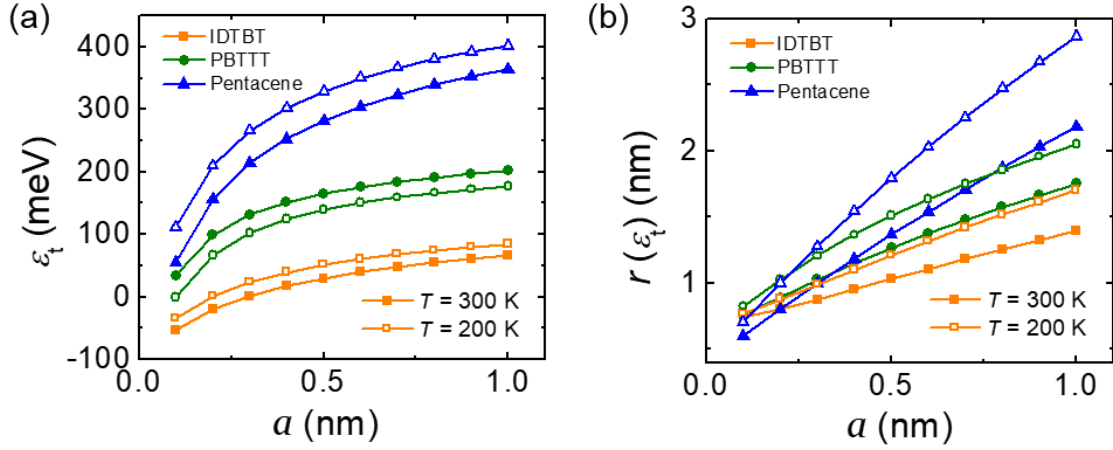 (a)
IDTBT
PBTTT
Pentacene
T = 300 K
T = 200 K
400
300
200
100
0
-100
0.0
0.5
1.0
εt (meV)
a (nm)
(b)
IDTBT
PBTTT
Pentacene
T = 300 K
T = 200 K
3
2
1
0.0
0.5
1.0
r (εt) (nm)
a (nm)